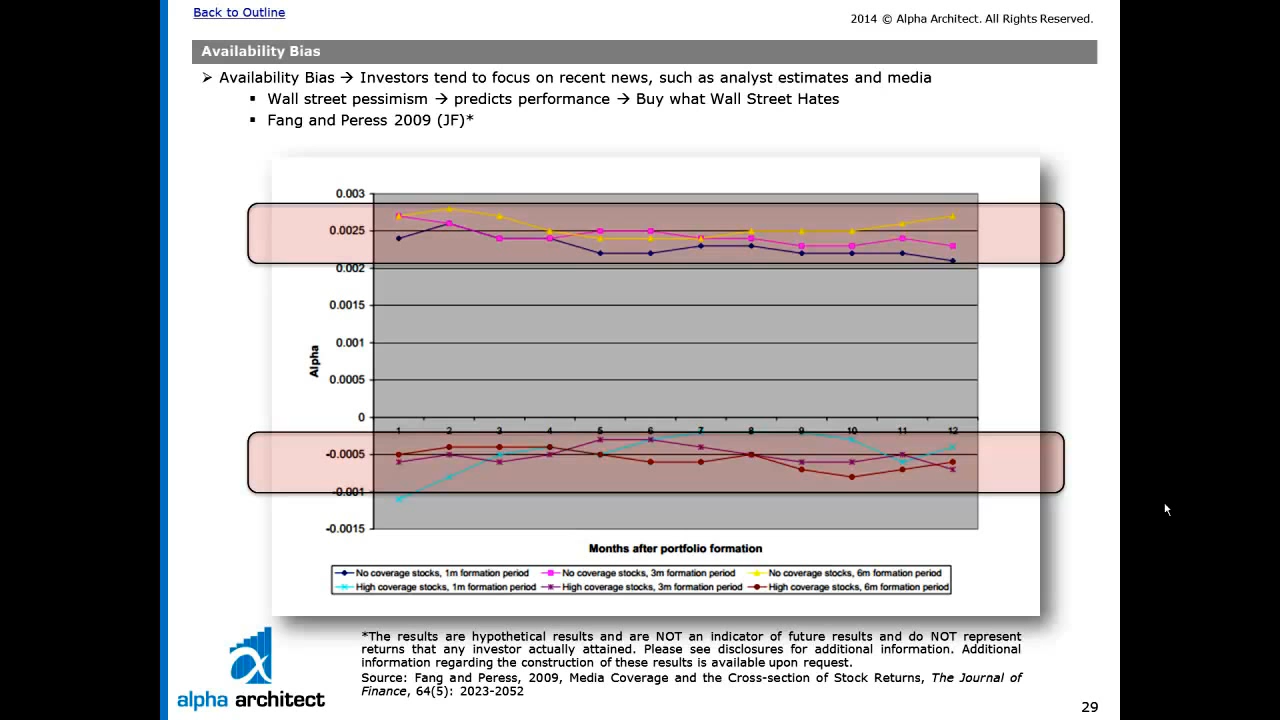 Back to Outline
2014 © Alpha Architect. All Rights Reserved.
Availability Bias
➢ Availability Bias → Investors tend to focus on recent news, such as analyst estimates and media
▪ Wall street pessimism → predicts performance → Buy what Wall Street Hates
▪ Fang and Peress 2009 (JF)*
0.003
0.0025
0.002
0.0015
0.001
0.0005
0
-0.0005
-0.001
-0.0015
Alpha
1 2 3 4 5 6 7 8 9 10 11 12
Months after portfolio formation
No coverage stocks, 1m formation period No coverage stocks, 3m formation period No coverage stocks, 6m formation period
High coverage stocks, 1m formation period High coverage stocks, 3m formation period High coverage stocks, 6m formation period
*The results are hypothetical results and are NOT an indicator of future results and do NOT represent
returns that any investor actually attained. Please see disclosures for additional information. Additional
information regarding the construction of these results is available upon request.
Source: Fang and Peress, 2009, Media Coverage and the Cross-section of Stock Returns, The Journal of
Finance, 64(5): 2023-2052
alpha architect
29